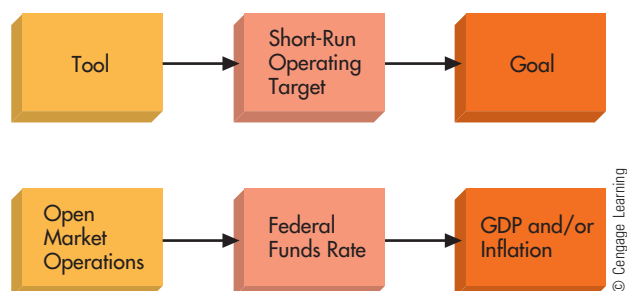 Tool
Short-Run
Operating
Target
Goal
Open
Market
Operations
Federal
Funds Rate
GDP and/or
Inflation
© Cengage Learning